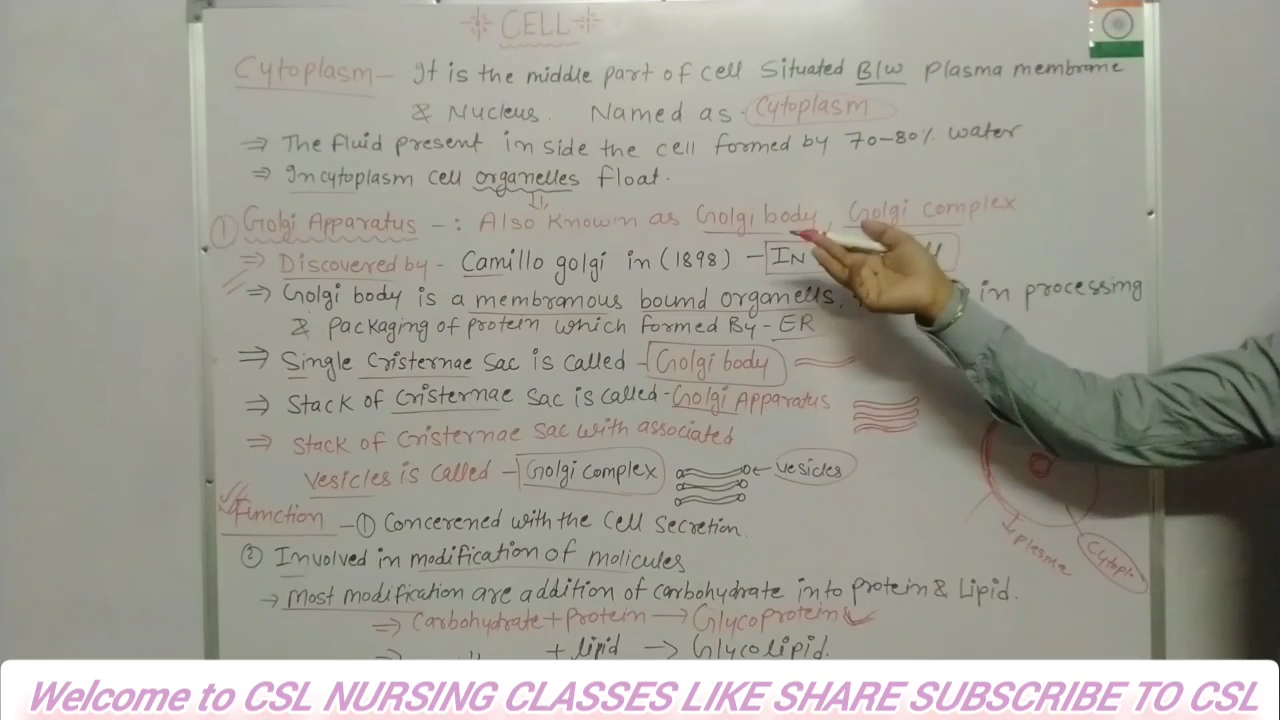 CELL
Cytoplasm - It is the middle part of cell Situated B/w Plasma membrane
& Nucleus. Named as - Cytoplasm
⇒ The fluid present in side the cell formed by 70-80% water
⇒ In cytoplasm cell organelles float.
① Golgi Apparatus - : Also known as Golgi body, Golgi complex
⇒ Discovered by - Camillo golgi in (1898) - IN
⇒ Golgi body is a membranous bound organells. in processing
& Packaging of protein which formed By - ER
⇒ Single Cristernae Sac is called - Golgi body
⇒ Stack of Cristernae Sac is called - Golgi Apparatus
⇒ Stack of Cristernae Sac with associated
vesicles is called - Golgi complex ← vesicles
Function - ① Concerened with the cell Secretion.
② Involved in modification of molicules
→ Most modification are addition of carbohydrate into protein & Lipid.
⇒ Carbohydrate + protein → Glycoprotein
+ lipid → Glycolipid.
plasma
Cytopl.
Welcome to CSL NURSING CLASSES LIKE SHARE SUBSCRIBE TO CSL